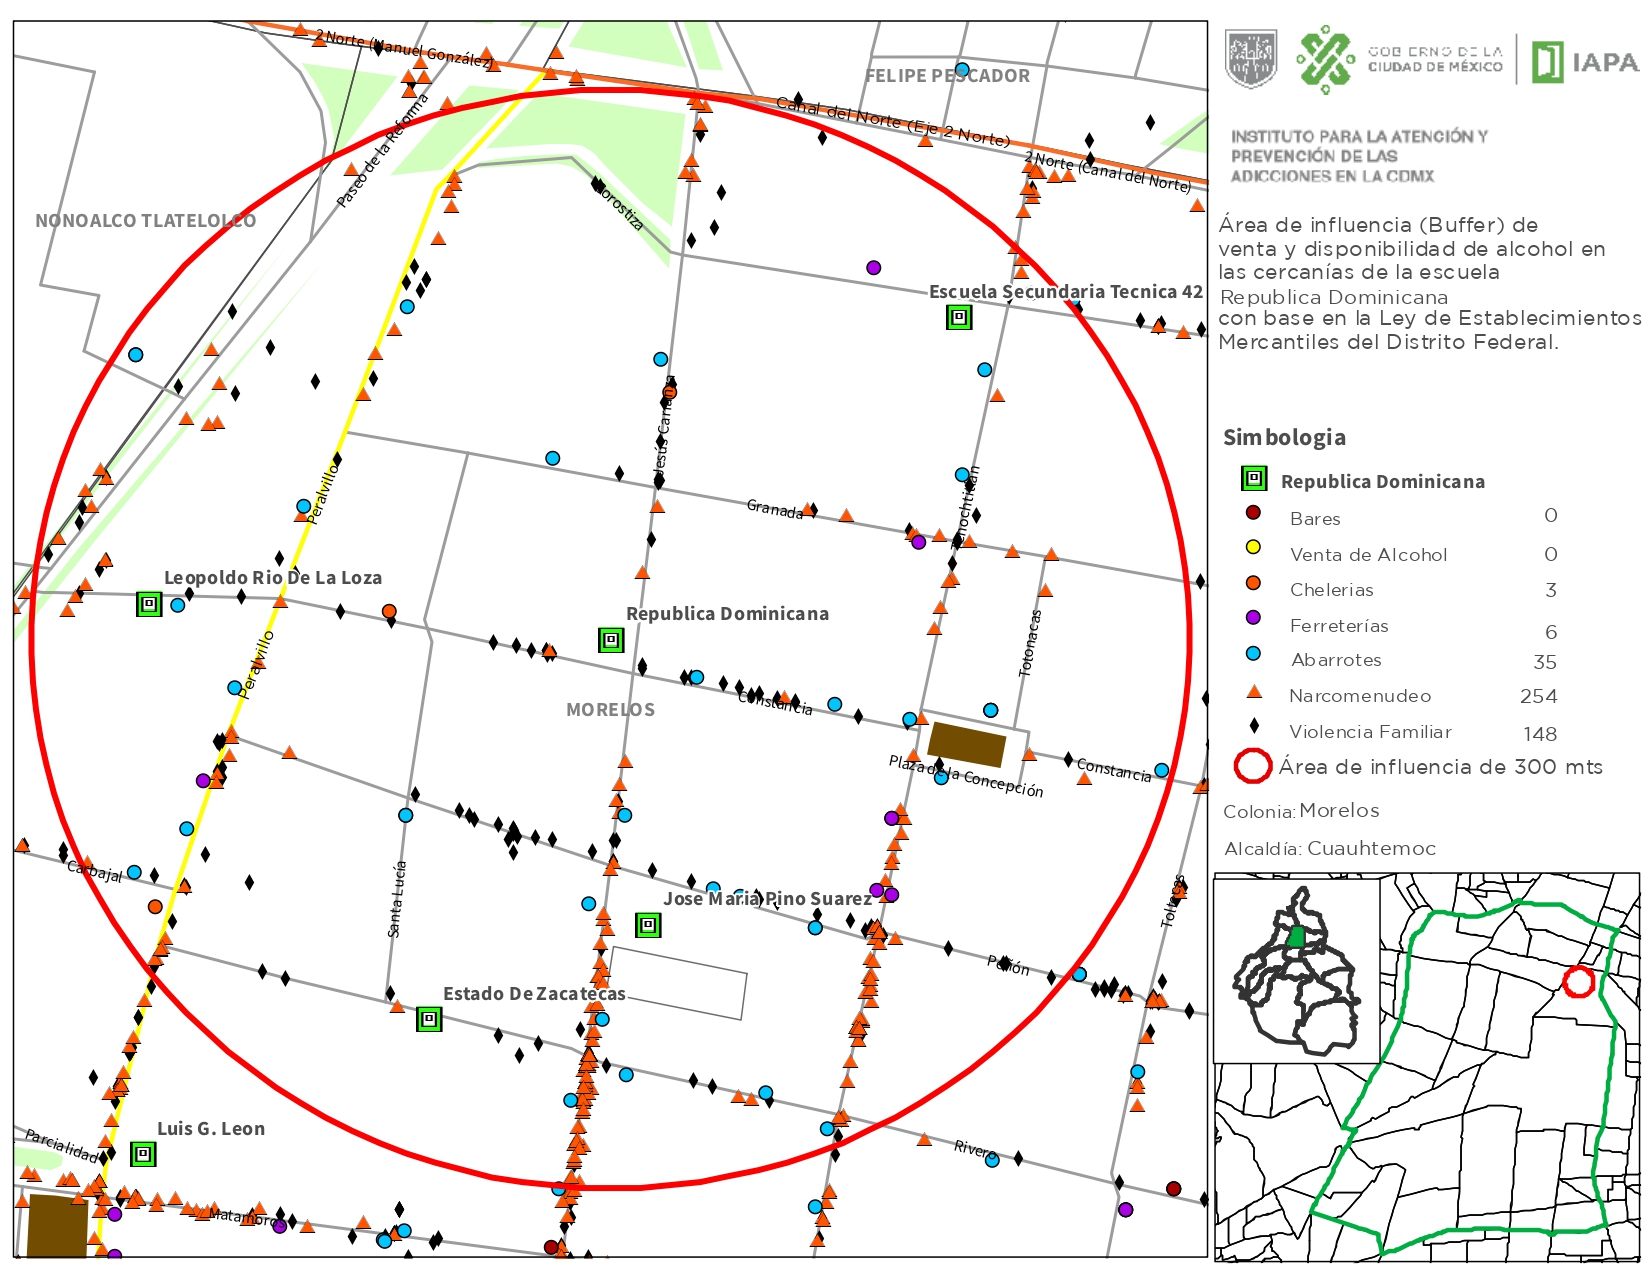 2 Norte (Manuel González)
FELIPE PESCADOR
Canal del Norte (Eje 2 Norte)
2 Norte (Canal del Norte)
Paseo de la Reforma
NONOALCO TLATELOLCO
Escuela Secundaria Tecnica 42
Peralvillo
Granada
Leopoldo Rio De La Loza
Republica Dominicana
Totonacas
Peralvillo
MORELOS
Constancia
Plaza de la Concepción
Constancia
Carbajal
Santa Lucía
Jose Maria Pino Suarez
Toltecas
Peñón
Estado De Zacatecas
Luis G. Leon
Parcialidad
Rivero
Matamoros
GOBIERNO DE LA
CIUDAD DE MÉXICO
IAPA
INSTITUTO PARA LA ATENCIÓN Y
PREVENCIÓN DE LAS
ADICCIONES EN LA CDMX
Área de influencia (Buffer) de
venta y disponibilidad de alcohol en
las cercanías de la escuela
Republica Dominicana
con base en la Ley de Establecimientos
Mercantiles del Distrito Federal.
Simbologia
Republica Dominicana
Bares 0
Venta de Alcohol 0
Chelerias 3
Ferreterías 6
Abarrotes 35
Narcomenudeo 254
Violencia Familiar 148
Área de influencia de 300 mts
Colonia: Morelos
Alcaldía: Cuauhtemoc